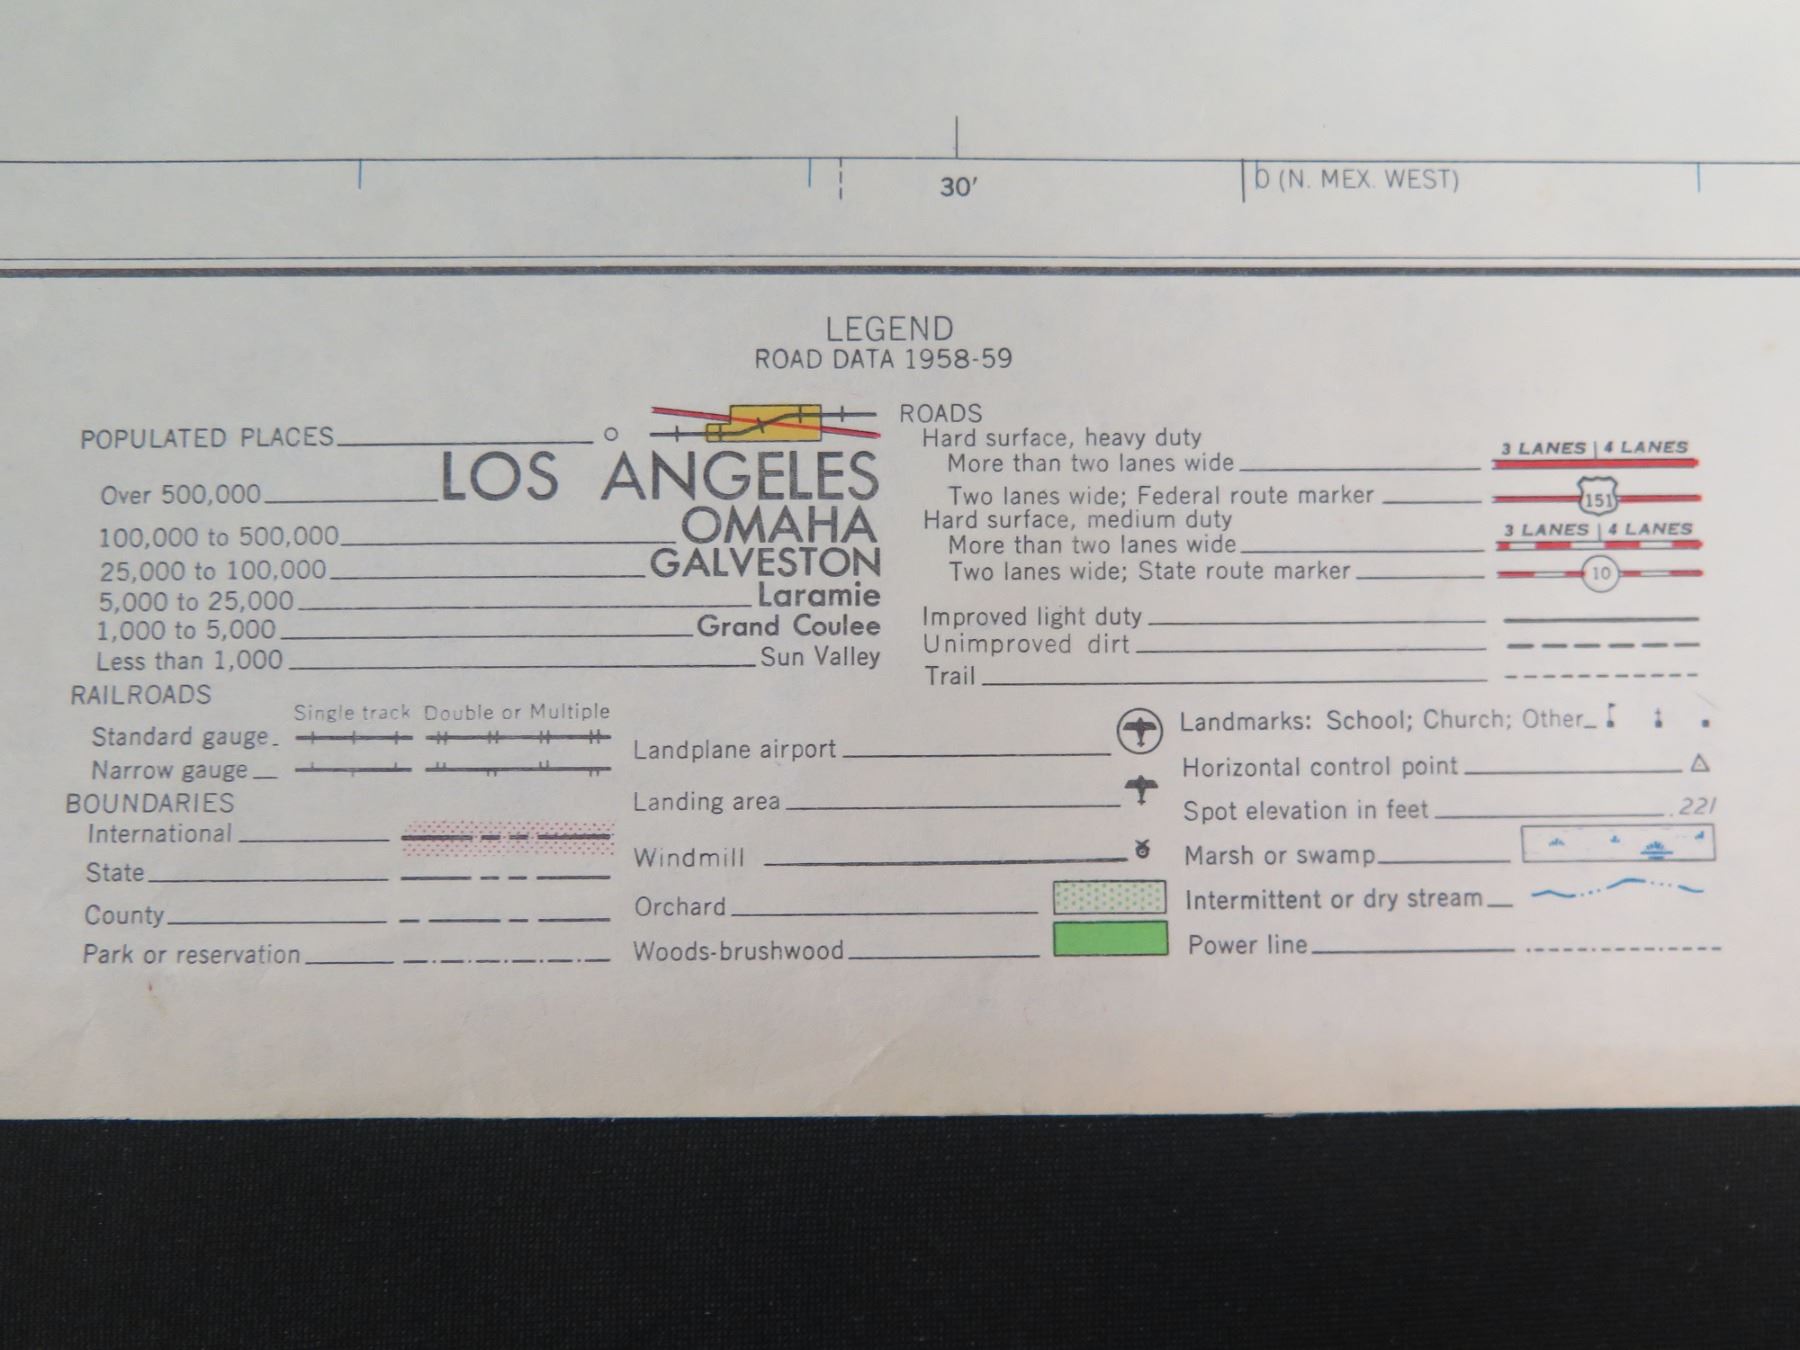 30′
b (N. MEX. WEST)
LEGEND
ROAD DATA 1958-59
POPULATED PLACES
Over 500,000 LOS ANGELES
100,000 to 500,000 OMAHA
25,000 to 100,000 GALVESTON
5,000 to 25,000 Laramie
1,000 to 5,000 Grand Coulee
Less than 1,000 Sun Valley
ROADS
Hard surface, heavy duty
More than two lanes wide 3 LANES | 4 LANES
Two lanes wide; Federal route marker 151
Hard surface, medium duty
More than two lanes wide 3 LANES | 4 LANES
Two lanes wide; State route marker 10
Improved light duty
Unimproved dirt
Trail
RAILROADS
Single track Double or Multiple
Standard gauge
Narrow gauge
BOUNDARIES
International
State
County
Park or reservation
Landplane airport
Landing area
Windmill
Orchard
Woods-brushwood
Landmarks: School; Church; Other
Horizontal control point
Spot elevation in feet .221
Marsh or swamp
Intermittent or dry stream
Power line